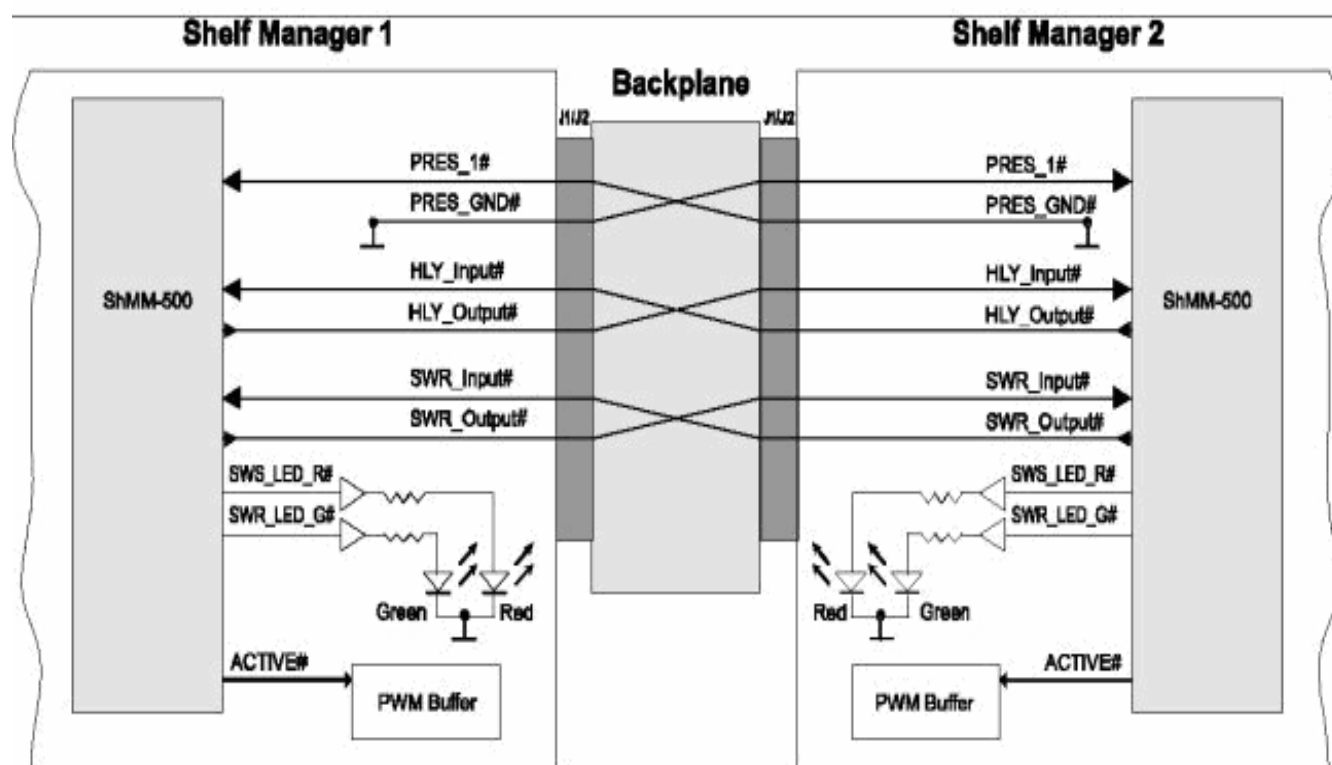 Shelf Manager 1
Shelf Manager 2
Backplane
J1/J2
J1/J2
PRES_1#
PRES_GND#
HLY_Input#
HLY_Output#
SWR_Input#
SWR_Output#
SWS_LED_R#
SWR_LED_G#
ShMM-500
Green
Red
ACTIVE#
PWM Buffer
PRES_1#
PRES_GND#
HLY_Input#
HLY_Output#
SWR_Input#
SWR_Output#
SWS_LED_R#
SWR_LED_G#
ShMM-500
Red
Green
ACTIVE#
PWM Buffer